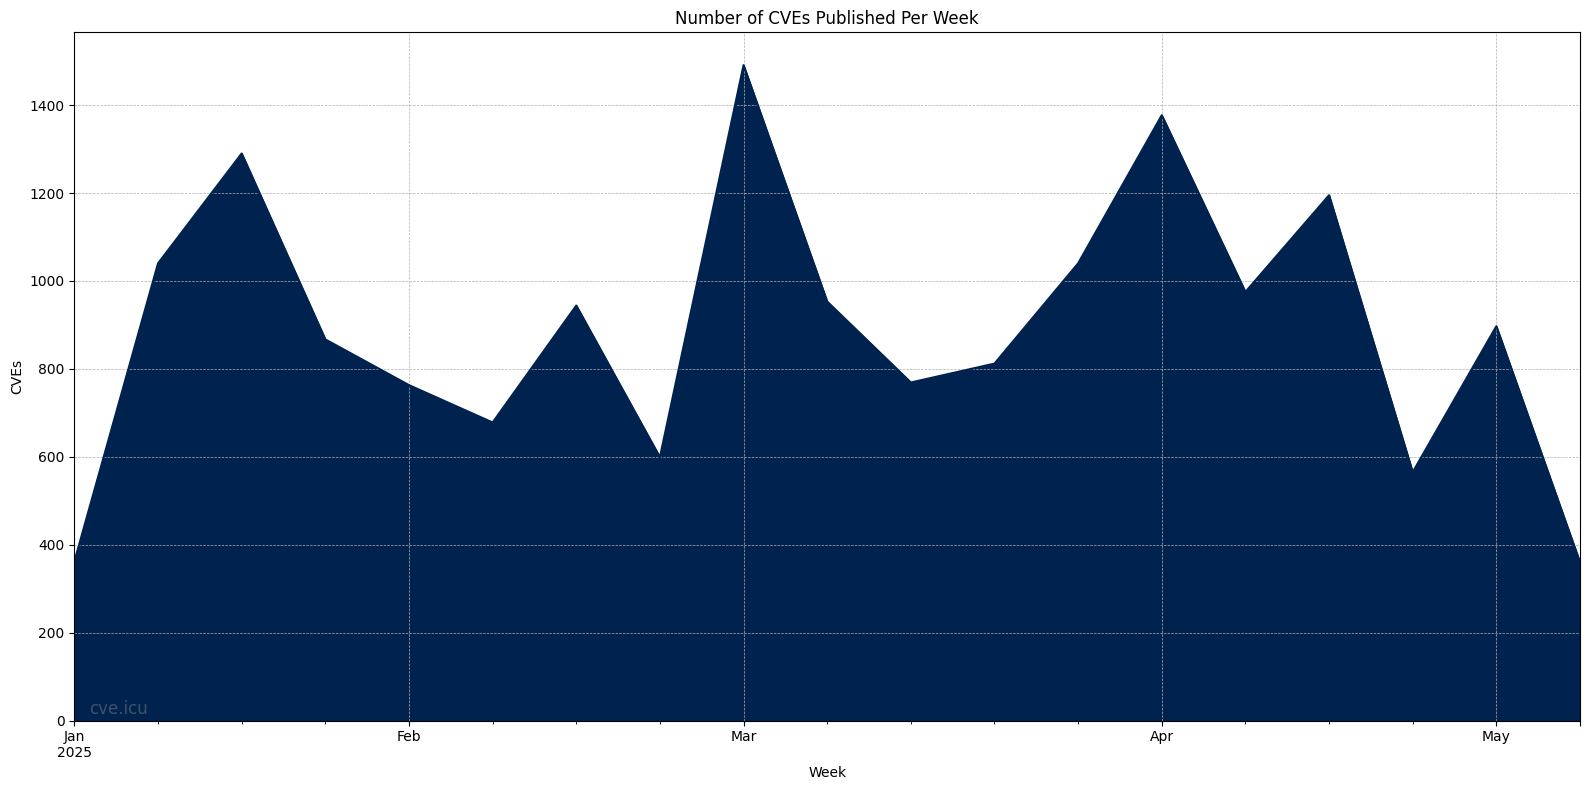 Number of CVEs Published Per Week
1400
1200
1000
800
600
400
200
0
CVEs
cve.icu
Jan
2025
Feb
Mar
Apr
May
Week